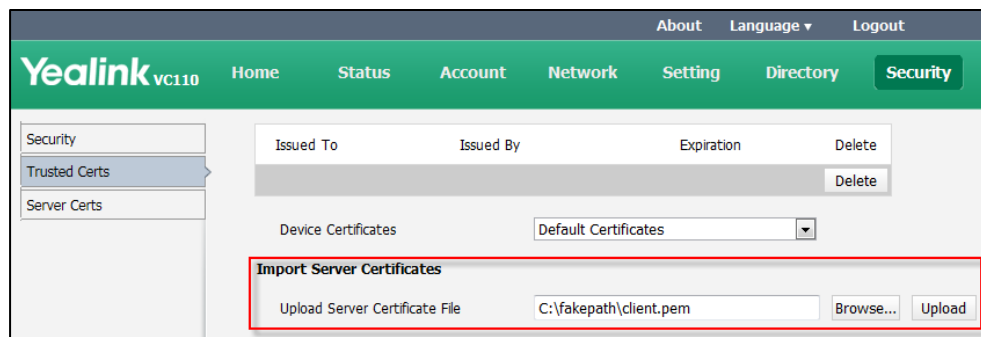 About Language ▾ Logout
Yealink VC110 Home Status Account Network Setting Directory Security
Security
Trusted Certs
Server Certs
Issued To Issued By Expiration Delete
Delete
Device Certificates Default Certificates
Import Server Certificates
Upload Server Certificate File C:\fakepath\client.pem Browse... Upload